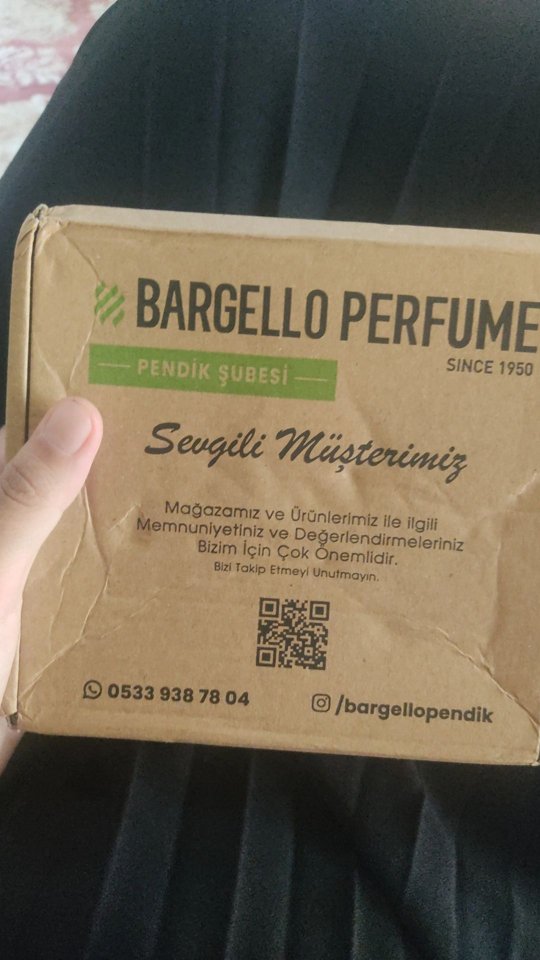 BARGELLO PERFUME
SINCE 1950
PENDİK ŞUBESİ
Sevgili Müşterimiz
Mağazamız ve Ürünlerimiz ile ilgili
Memnuniyetiniz ve Değerlendirmeleriniz
Bizim İçin Çok Önemlidir.
Bizi Takip Etmeyi Unutmayın.
0533 938 78 04
/bargellopendik